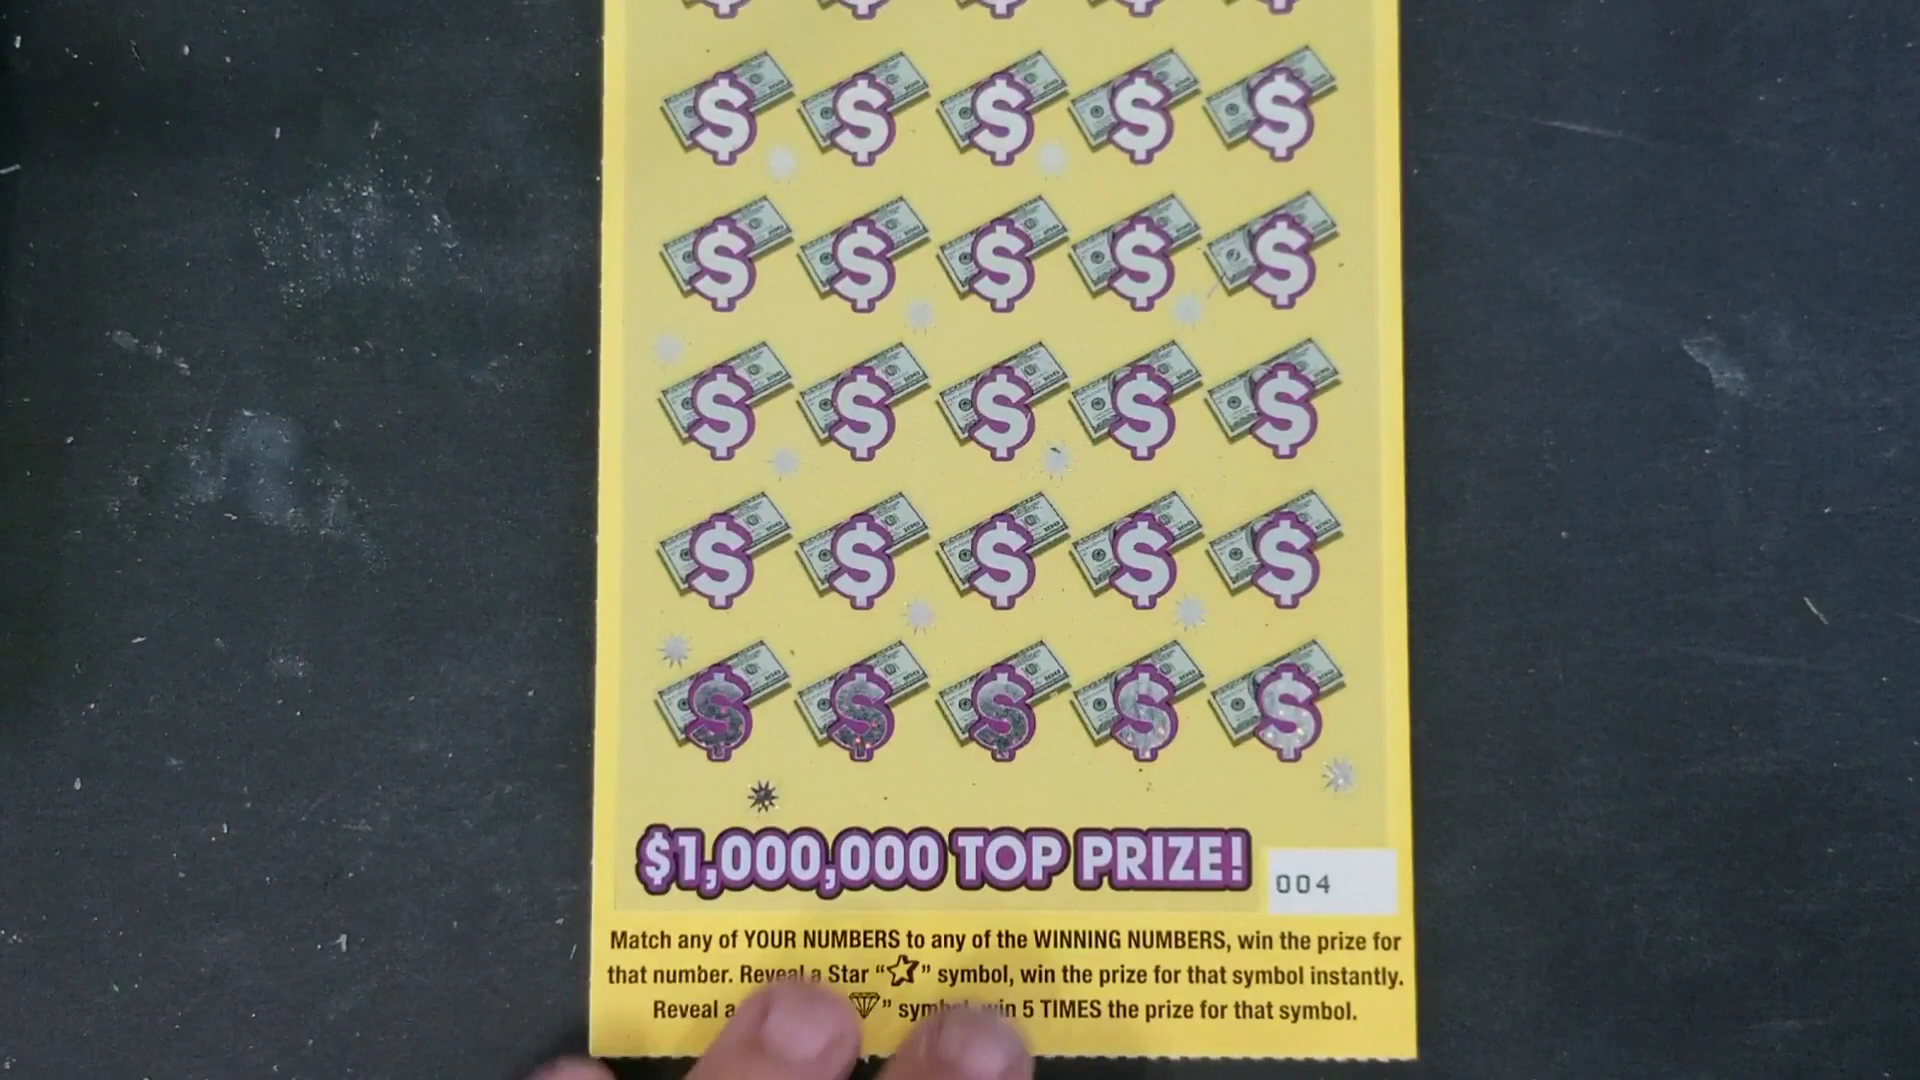 $1,000,000 TOP PRIZE!
004
Match any of YOUR NUMBERS to any of the WINNING NUMBERS, win the prize for
that number. Reveal a Star “☆” symbol, win the prize for that symbol instantly.
Reveal a ” symbol, win 5 TIMES the prize for that symbol.